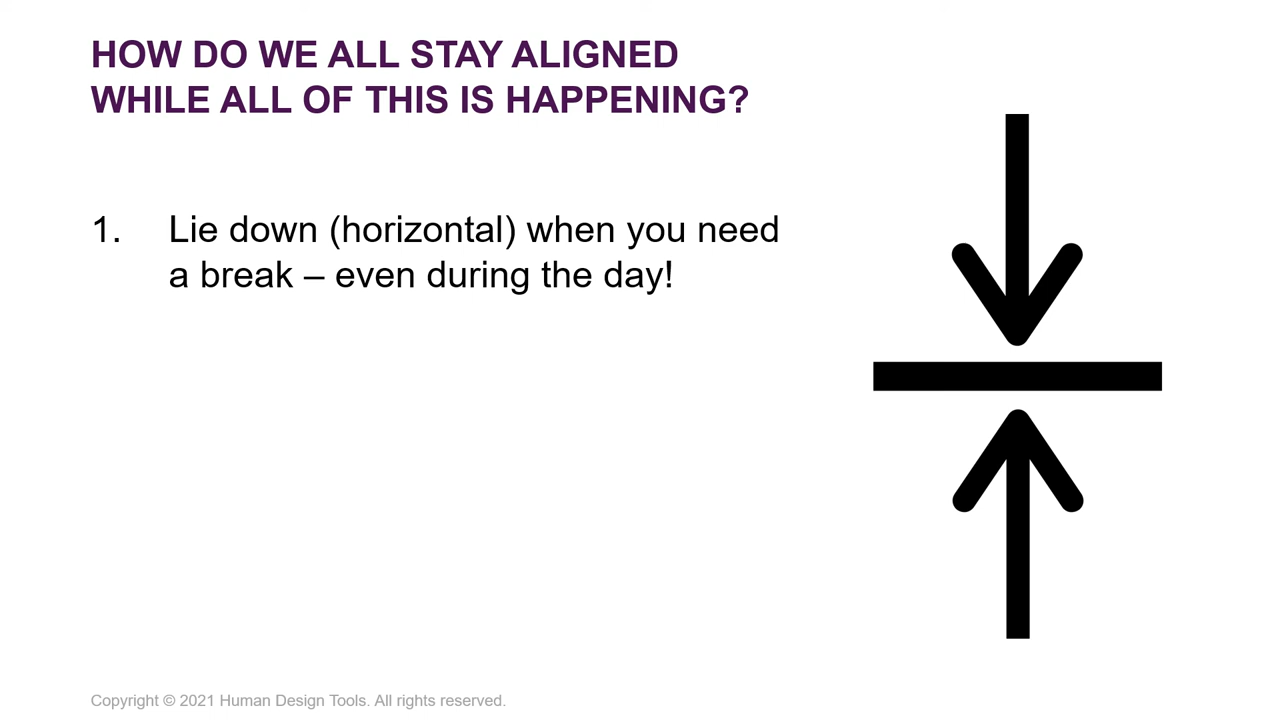 HOW DO WE ALL STAY ALIGNED
WHILE ALL OF THIS IS HAPPENING?
1. Lie down (horizontal) when you need
a break – even during the day!
Copyright © 2021 Human Design Tools. All rights reserved.